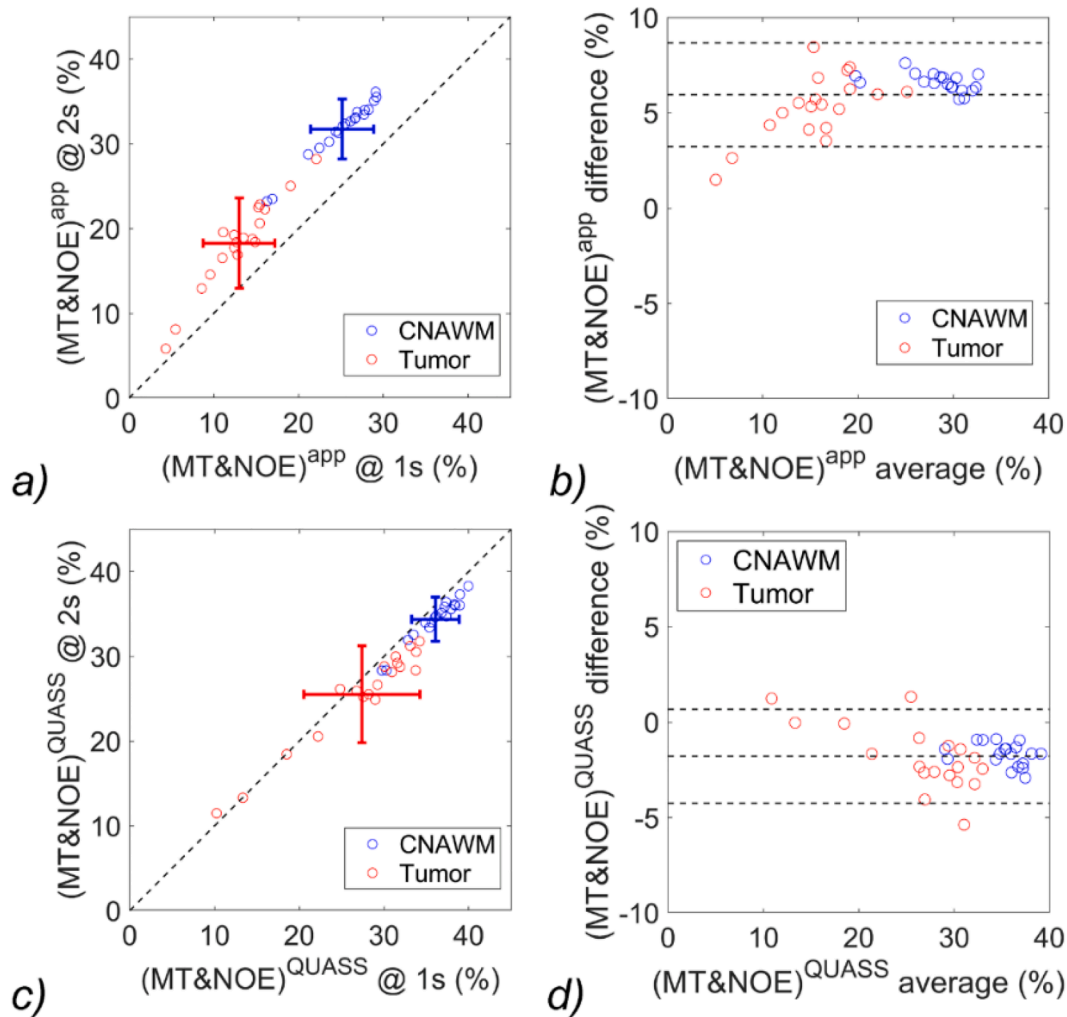 (MT&NOE)^app @ 2s (%)
40
30
20
10
0
0 10 20 30 40
CNAWM
Tumor
a)
(MT&NOE)^app @ 1s (%)
(MT&NOE)^app difference (%)
10
5
0
-5
-10
0 10 20 30 40
CNAWM
Tumor
b)
(MT&NOE)^app average (%)
(MT&NOE)^QUASS @ 2s (%)
40
30
20
10
0
0 10 20 30 40
CNAWM
Tumor
c)
(MT&NOE)^QUASS @ 1s (%)
(MT&NOE)^QUASS difference (%)
10
5
0
-5
-10
0 10 20 30 40
CNAWM
Tumor
d)
(MT&NOE)^QUASS average (%)